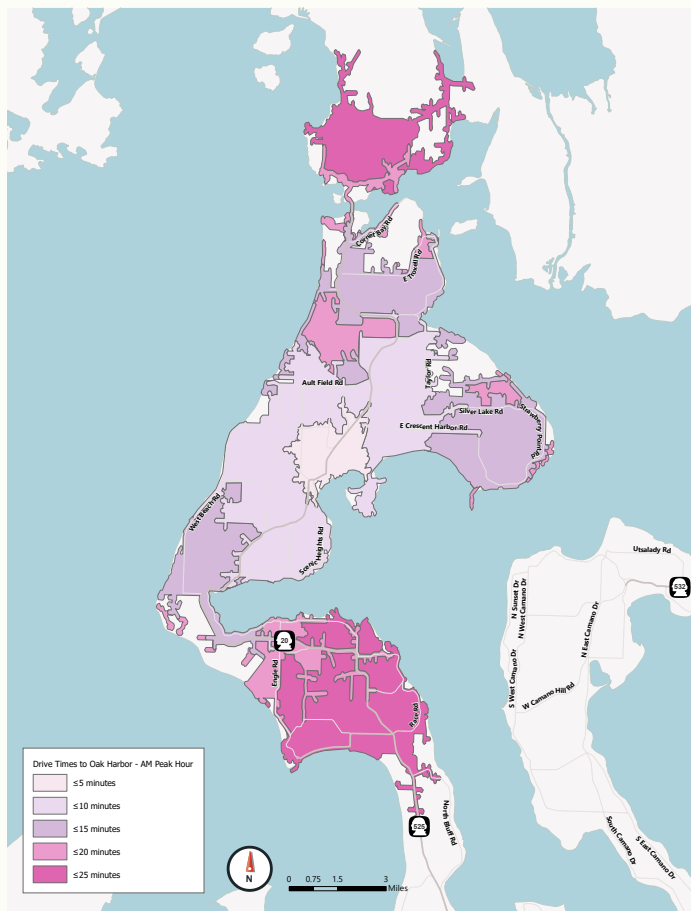 Corner Bay Rd
E Troxell Rd
Taylor Rd
Ault Field Rd
Silver Lake Rd
Strawberry Point Rd
E Crescent Harbor Rd
West Beach Rd
Scenic Heights Rd
Utsalady Rd
532
N Sunset Dr
N West Camano Dr
N East Camano Dr
20
S West Camano Dr
Engle Rd
W Camano Hill Rd
Race Rd
525
North Bluff Rd
South Camano Dr
S East Camano Dr
Drive Times to Oak Harbor - AM Peak Hour
≤5 minutes
≤10 minutes
≤15 minutes
≤20 minutes
≤25 minutes
N
0 0.75 1.5 3
Miles